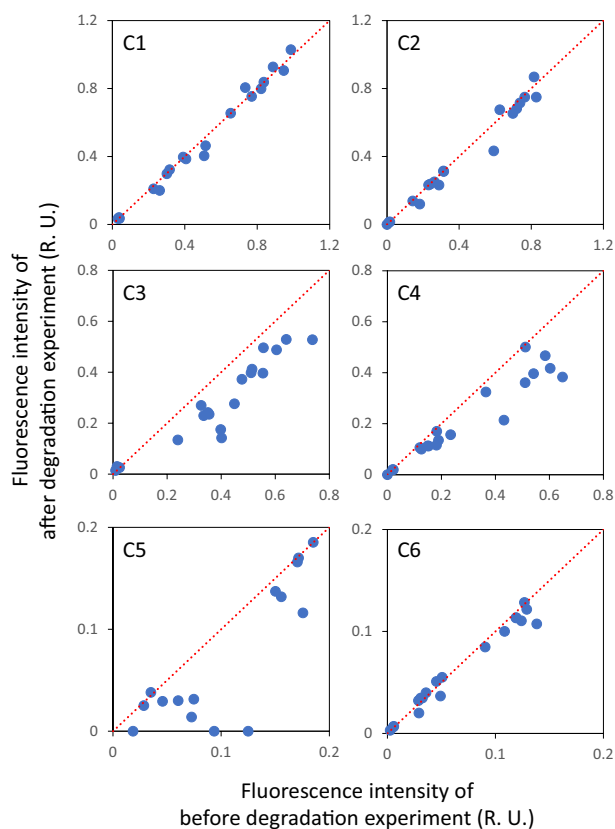 Fluorescence intensity of
after degradation experiment (R. U.)
C1
1.2
0.8
0.4
0
0 0.4 0.8 1.2
C2
1.2
0.8
0.4
0
0 0.4 0.8 1.2
C3
0.8
0.6
0.4
0.2
0
0 0.2 0.4 0.6 0.8
C4
0.8
0.6
0.4
0.2
0
0 0.2 0.4 0.6 0.8
C5
0.2
0.1
0
0 0.1 0.2
C6
0.2
0.1
0
0 0.1 0.2
Fluorescence intensity of
before degradation experiment (R. U.)